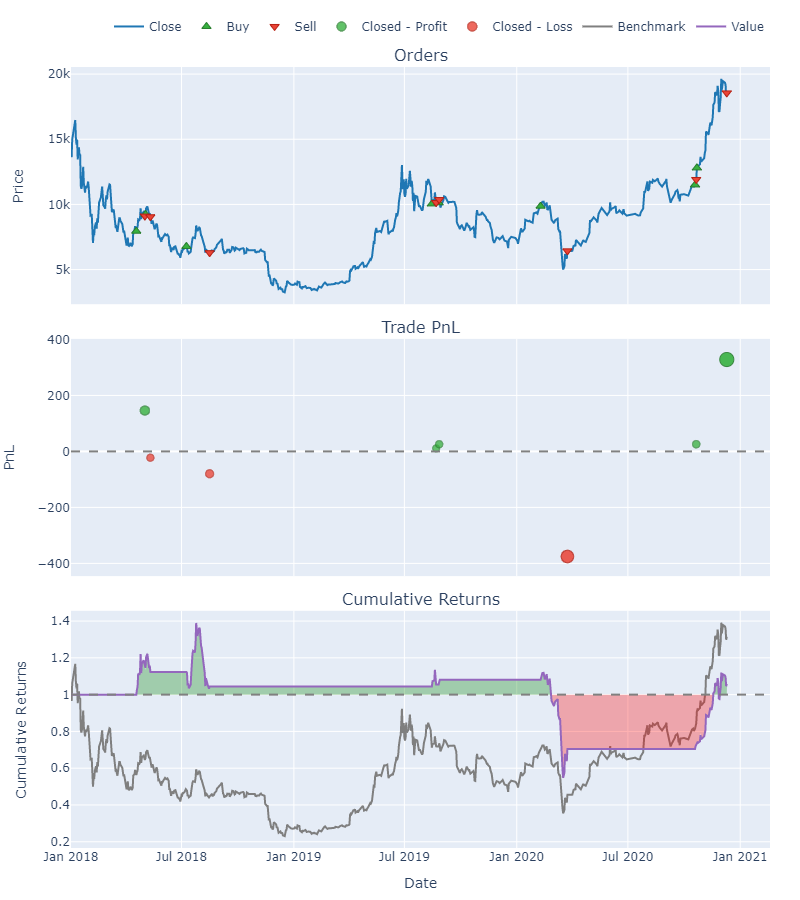 Close Buy Sell Closed - Profit Closed - Loss Benchmark Value
Orders
20k
15k
10k
5k
Price
Trade PnL
400
200
0
−200
−400
PnL
Cumulative Returns
1.4
1.2
1
0.8
0.6
0.4
0.2
Cumulative Returns
Jan 2018 Jul 2018 Jan 2019 Jul 2019 Jan 2020 Jul 2020 Jan 2021
Date